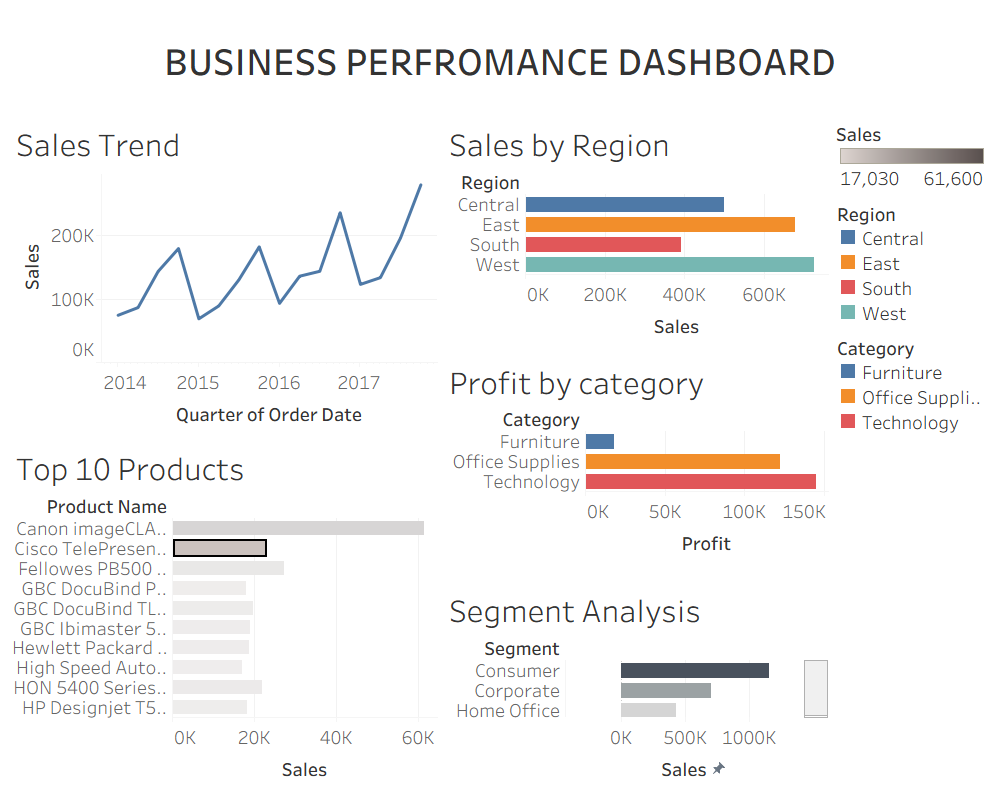 BUSINESS PERFROMANCE DASHBOARD
Sales Trend
Sales
200K
100K
0K
2014 2015 2016 2017
Quarter of Order Date
Top 10 Products
Product Name
Canon imageCLA..
Cisco TelePresen..
Fellowes PB500 ..
GBC DocuBind P..
GBC DocuBind TL..
GBC Ibimaster 5..
Hewlett Packard ..
High Speed Auto..
HON 5400 Series..
HP Designjet T5..
0K 20K 40K 60K
Sales
Sales by Region
Region
Central
East
South
West
0K 200K 400K 600K
Sales
Profit by category
Category
Furniture
Office Supplies
Technology
0K 50K 100K 150K
Profit
Segment Analysis
Segment
Consumer
Corporate
Home Office
0K 500K 1000K
Sales
Sales
17,030 61,600
Region
Central
East
South
West
Category
Furniture
Office Suppli..
Technology